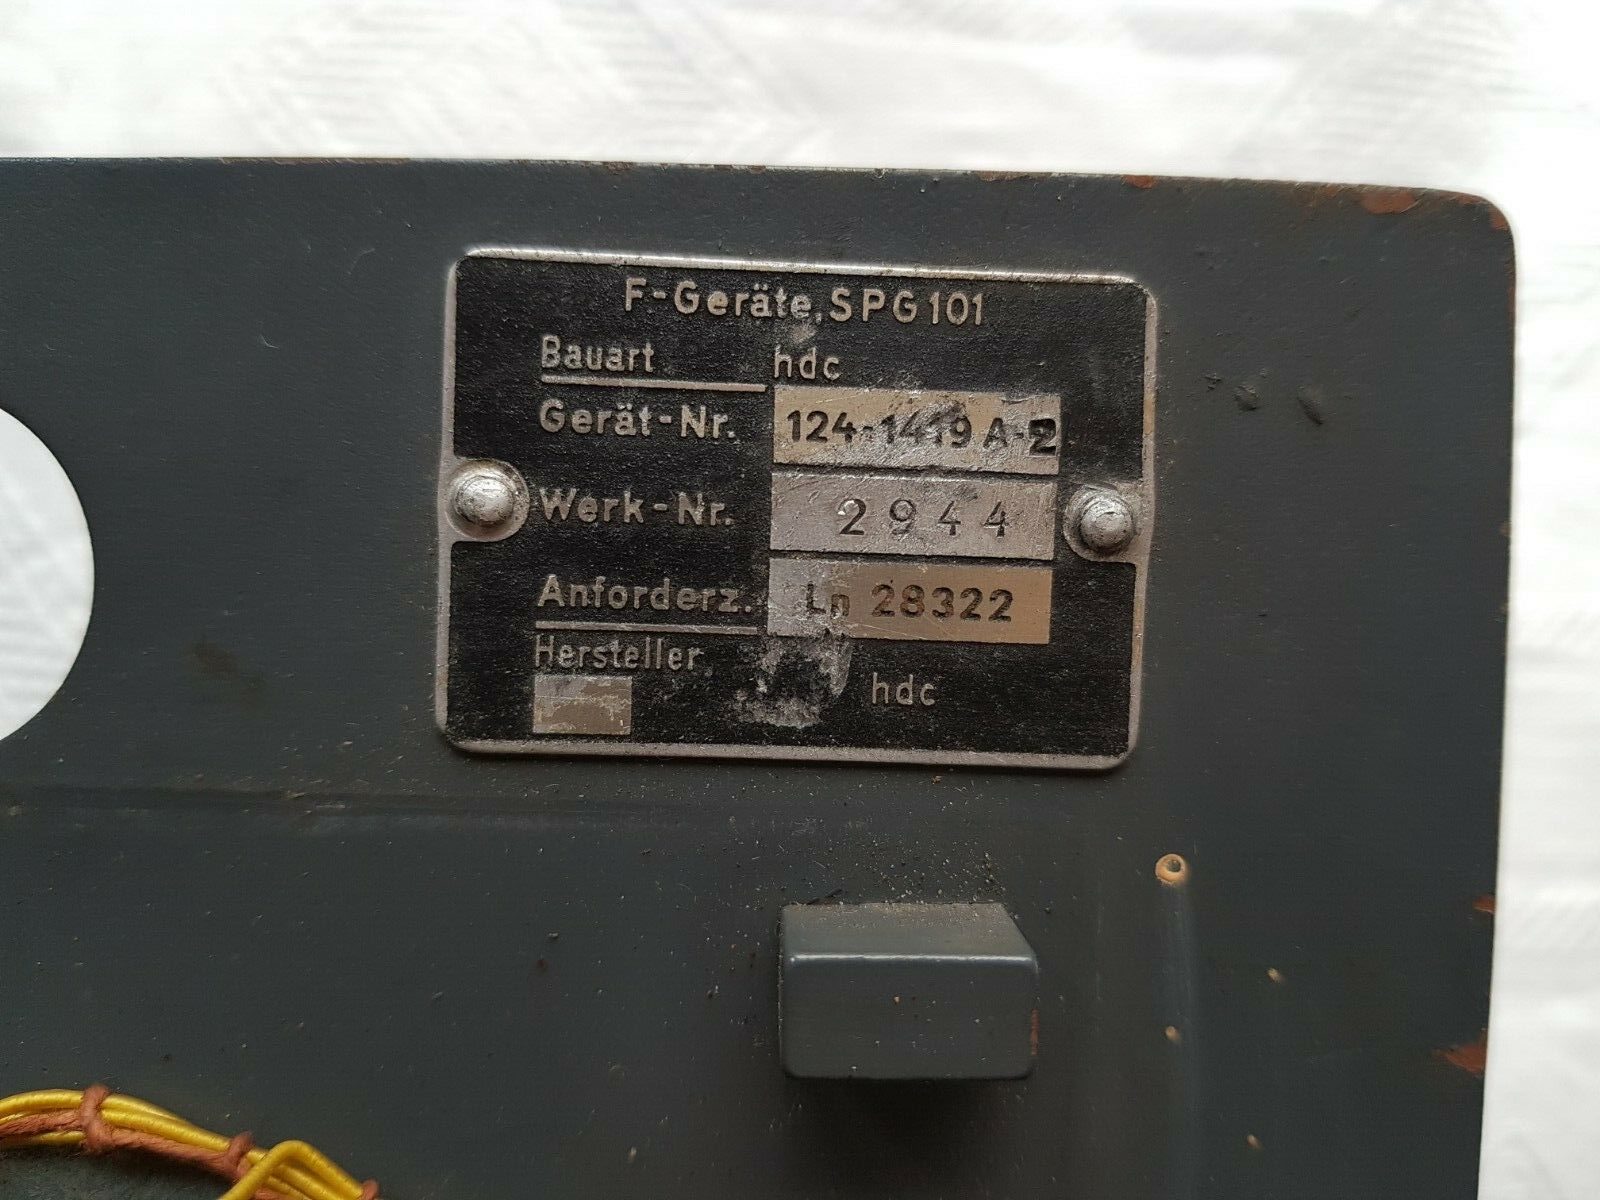 F-Geräte, SPG 101
Bauart hdc
Gerät-Nr. 124-1419 A-2
Werk-Nr. 2944
Anforderz. Ln 28322
Hersteller
hdc